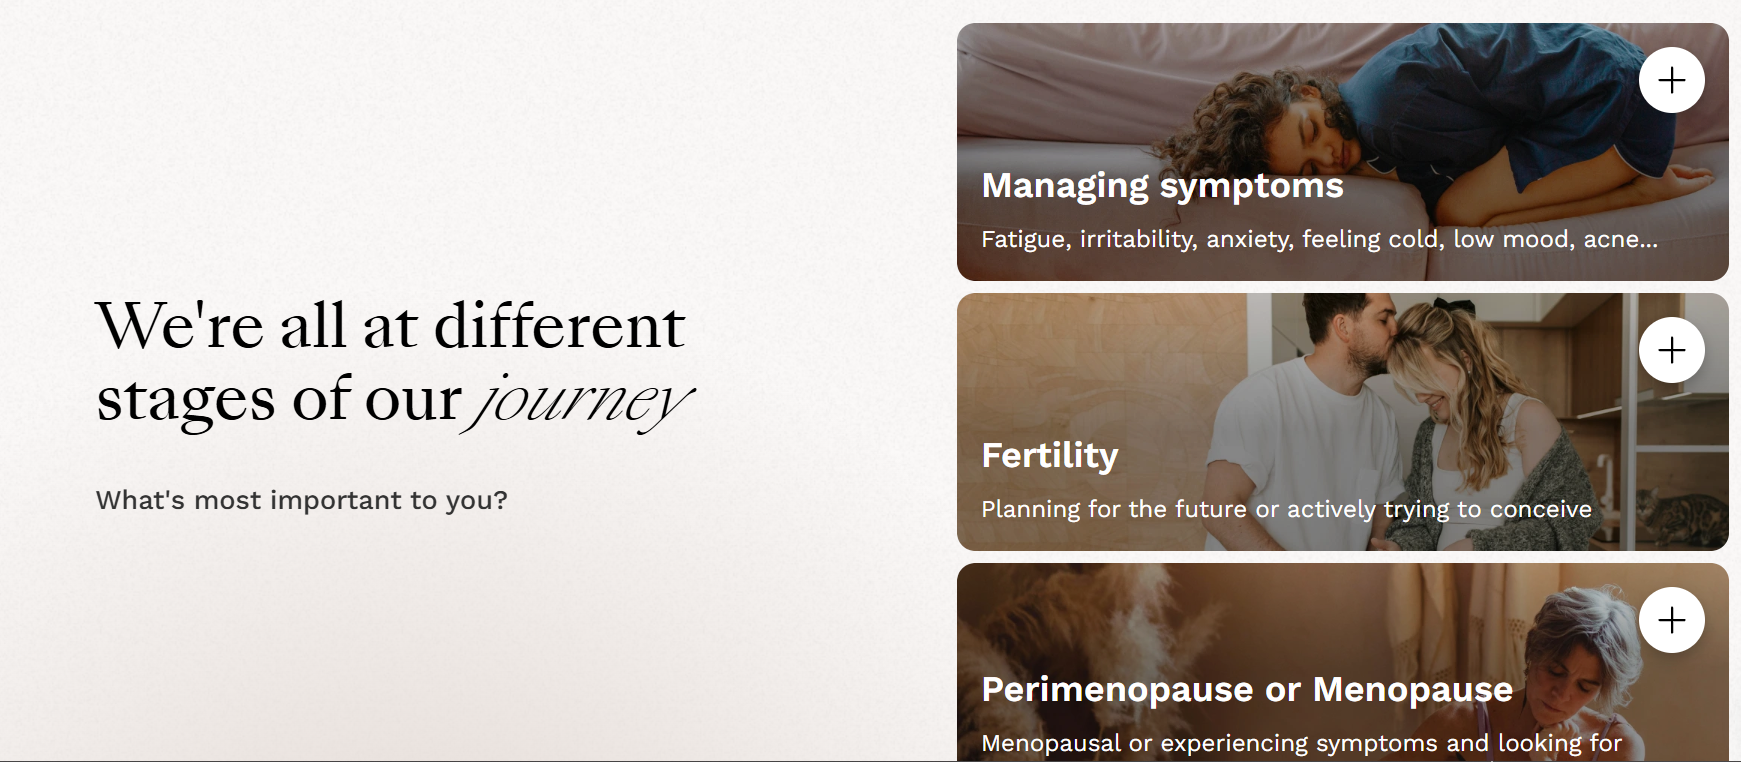 We're all at different
stages of our journey
What's most important to you?
Managing symptoms
Fatigue, irritability, anxiety, feeling cold, low mood, acne...
Fertility
Planning for the future or actively trying to conceive
Perimenopause or Menopause
Menopausal or experiencing symptoms and looking for